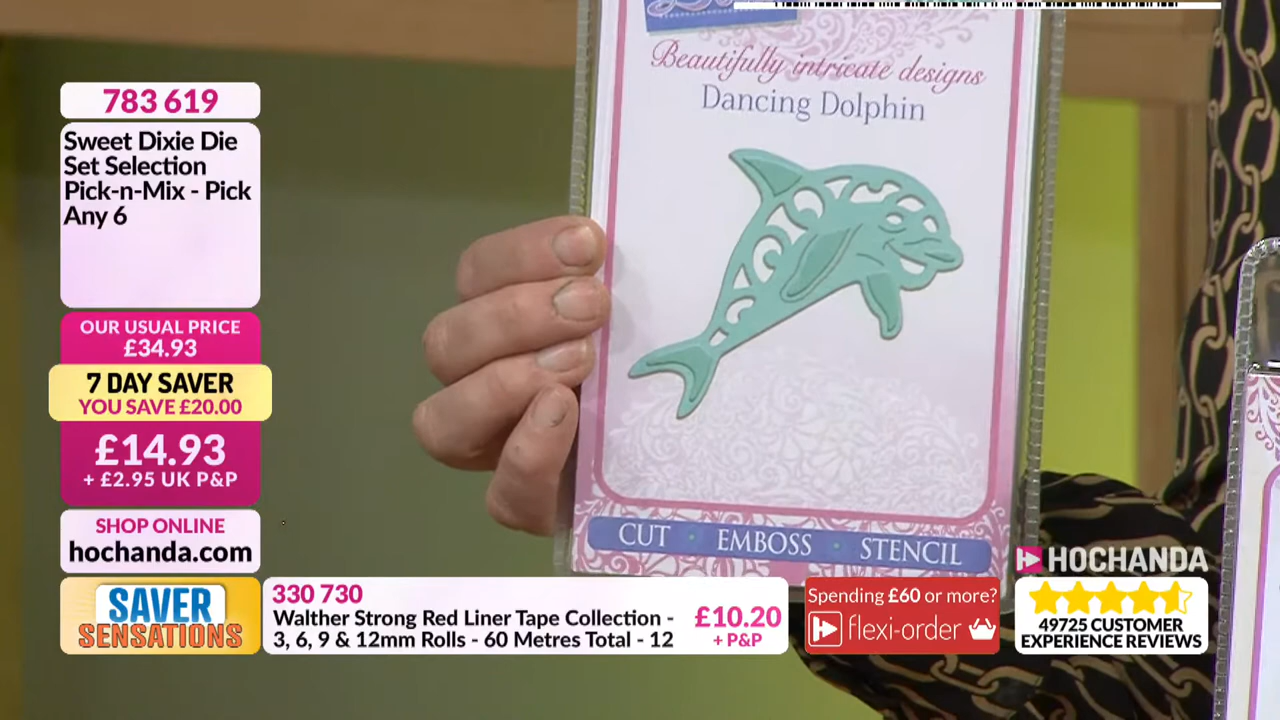 Beautifully intricate designs
Dancing Dolphin
CUT • EMBOSS • STENCIL
783 619
Sweet Dixie Die
Set Selection
Pick-n-Mix - Pick
Any 6
OUR USUAL PRICE
£34.93
7 DAY SAVER
YOU SAVE £20.00
£14.93
+ £2.95 UK P&P
SHOP ONLINE
hochanda.com
SAVER
SENSATIONS
330 730
Walther Strong Red Liner Tape Collection -
3, 6, 9 & 12mm Rolls - 60 Metres Total - 12
£10.20
+ P&P
Spending £60 or more?
flexi-order
HOCHANDA
49725 CUSTOMER
EXPERIENCE REVIEWS